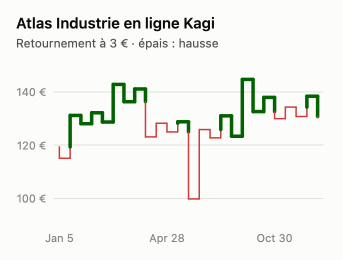 Atlas Industrie en ligne Kagi
Retournement à 3 € · épais : hausse
140 €
120 €
100 €
Jan 5 Apr 28 Oct 30